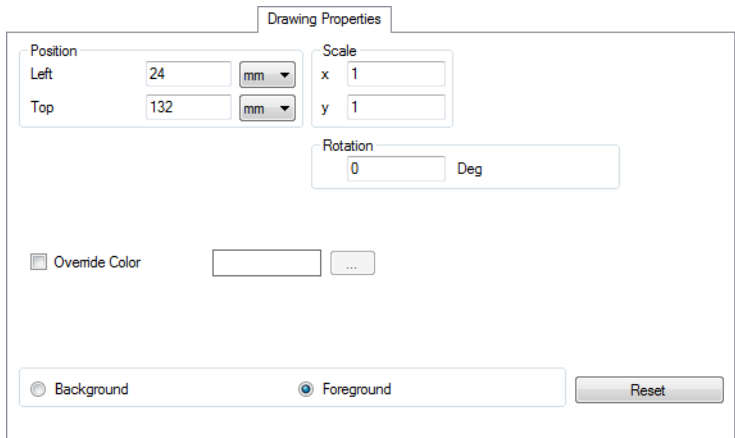 Drawing Properties
Position
Scale
Left 24 mm
x 1
Top 132 mm
y 1
Rotation
0 Deg
Override Color ...
Background Foreground Reset